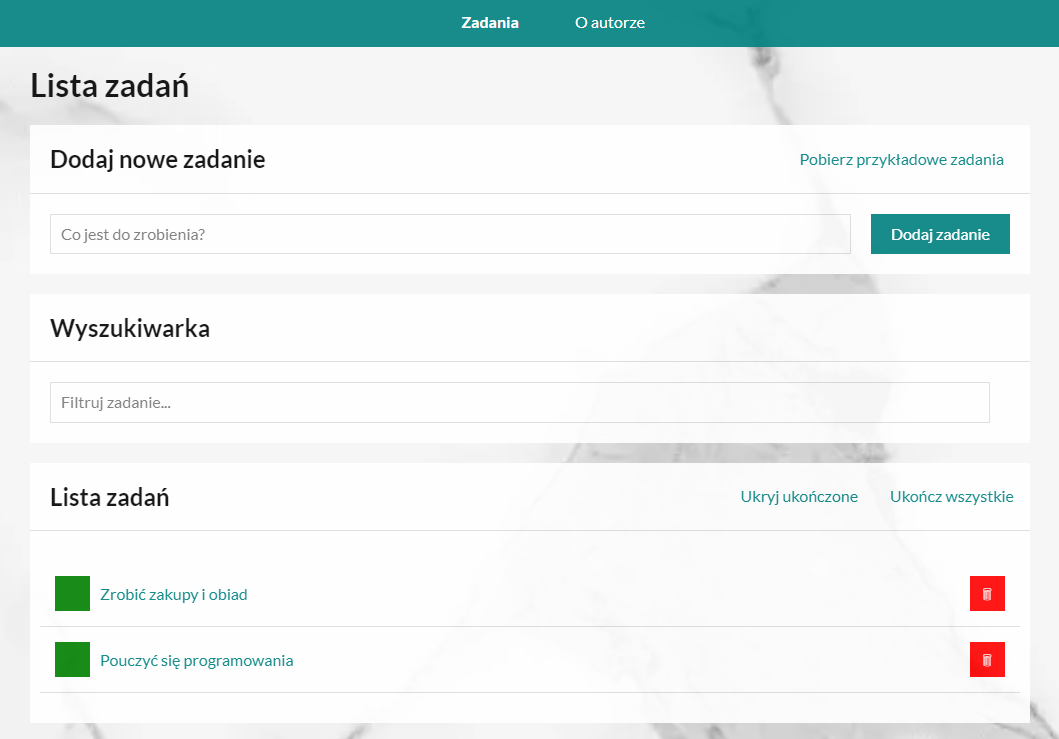 Zadania O autorze
Lista zadań
Dodaj nowe zadanie Pobierz przykładowe zadania
Co jest do zrobienia? Dodaj zadanie
Wyszukiwarka
Filtruj zadanie...
Lista zadań Ukryj ukończone Ukończ wszystkie
Zrobić zakupy i obiad
Pouczyć się programowania